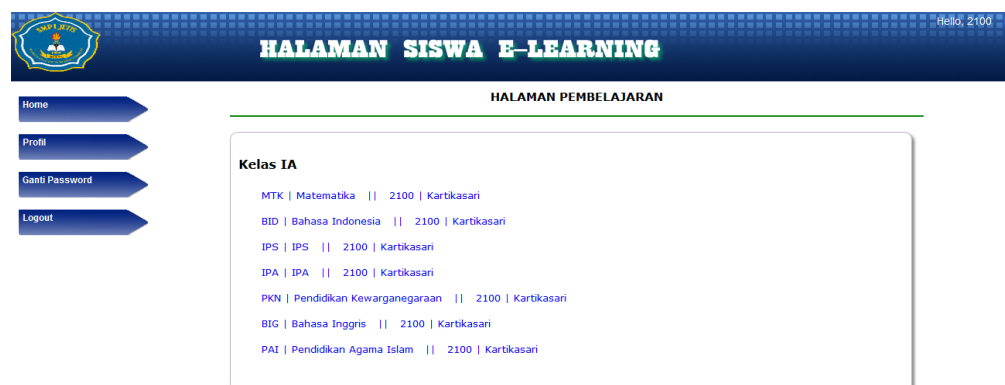 SMP I JETIS
Hello, 2100
HALAMAN SISWA E-LEARNING
HALAMAN PEMBELAJARAN
Home
Profil
Ganti Password
Logout
Kelas IA
MTK | Matematika || 2100 | Kartikasari
BID | Bahasa Indonesia || 2100 | Kartikasari
IPS | IPS || 2100 | Kartikasari
IPA | IPA || 2100 | Kartikasari
PKN | Pendidikan Kewarganegaraan || 2100 | Kartikasari
BIG | Bahasa Inggris || 2100 | Kartikasari
PAI | Pendidikan Agama Islam || 2100 | Kartikasari